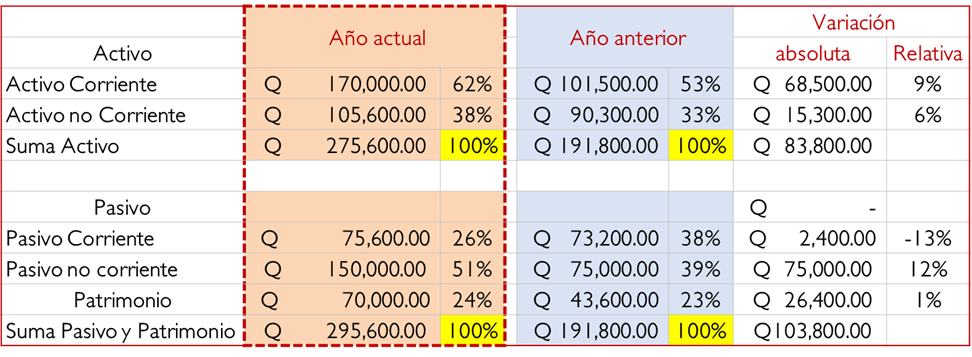 Año actual Año anterior Variación
Activo absoluta Relativa
Activo Corriente Q 170,000.00 62% Q 101,500.00 53% Q 68,500.00 9%
Activo no Corriente Q 105,600.00 38% Q 90,300.00 33% Q 15,300.00 6%
Suma Activo Q 275,600.00 100% Q 191,800.00 100% Q 83,800.00
Pasivo Q -
Pasivo Corriente Q 75,600.00 26% Q 73,200.00 38% Q 2,400.00 -13%
Pasivo no corriente Q 150,000.00 51% Q 75,000.00 39% Q 75,000.00 12%
Patrimonio Q 70,000.00 24% Q 43,600.00 23% Q 26,400.00 1%
Suma Pasivo y Patrimonio Q 295,600.00 100% Q 191,800.00 100% Q103,800.00